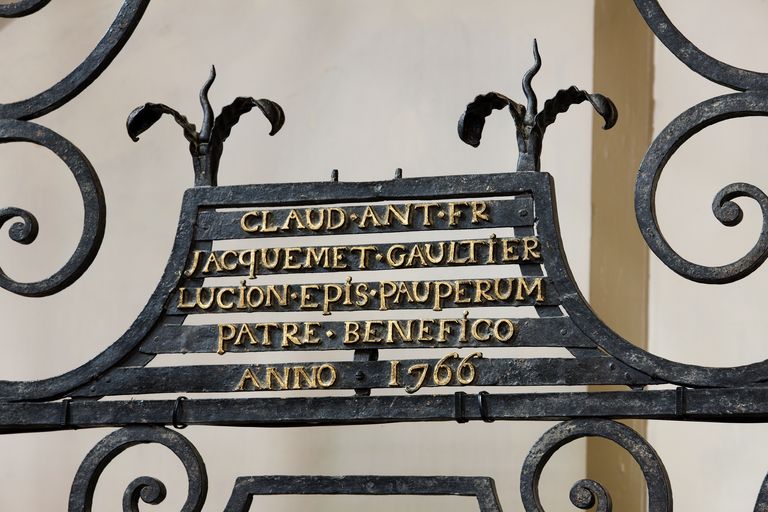 CLAUD·ANT·FR
JACQUEMET·GAULTIER
LUCION·EPIS·PAUPERUM
PATRE·BENEFICO
ANNO 1766